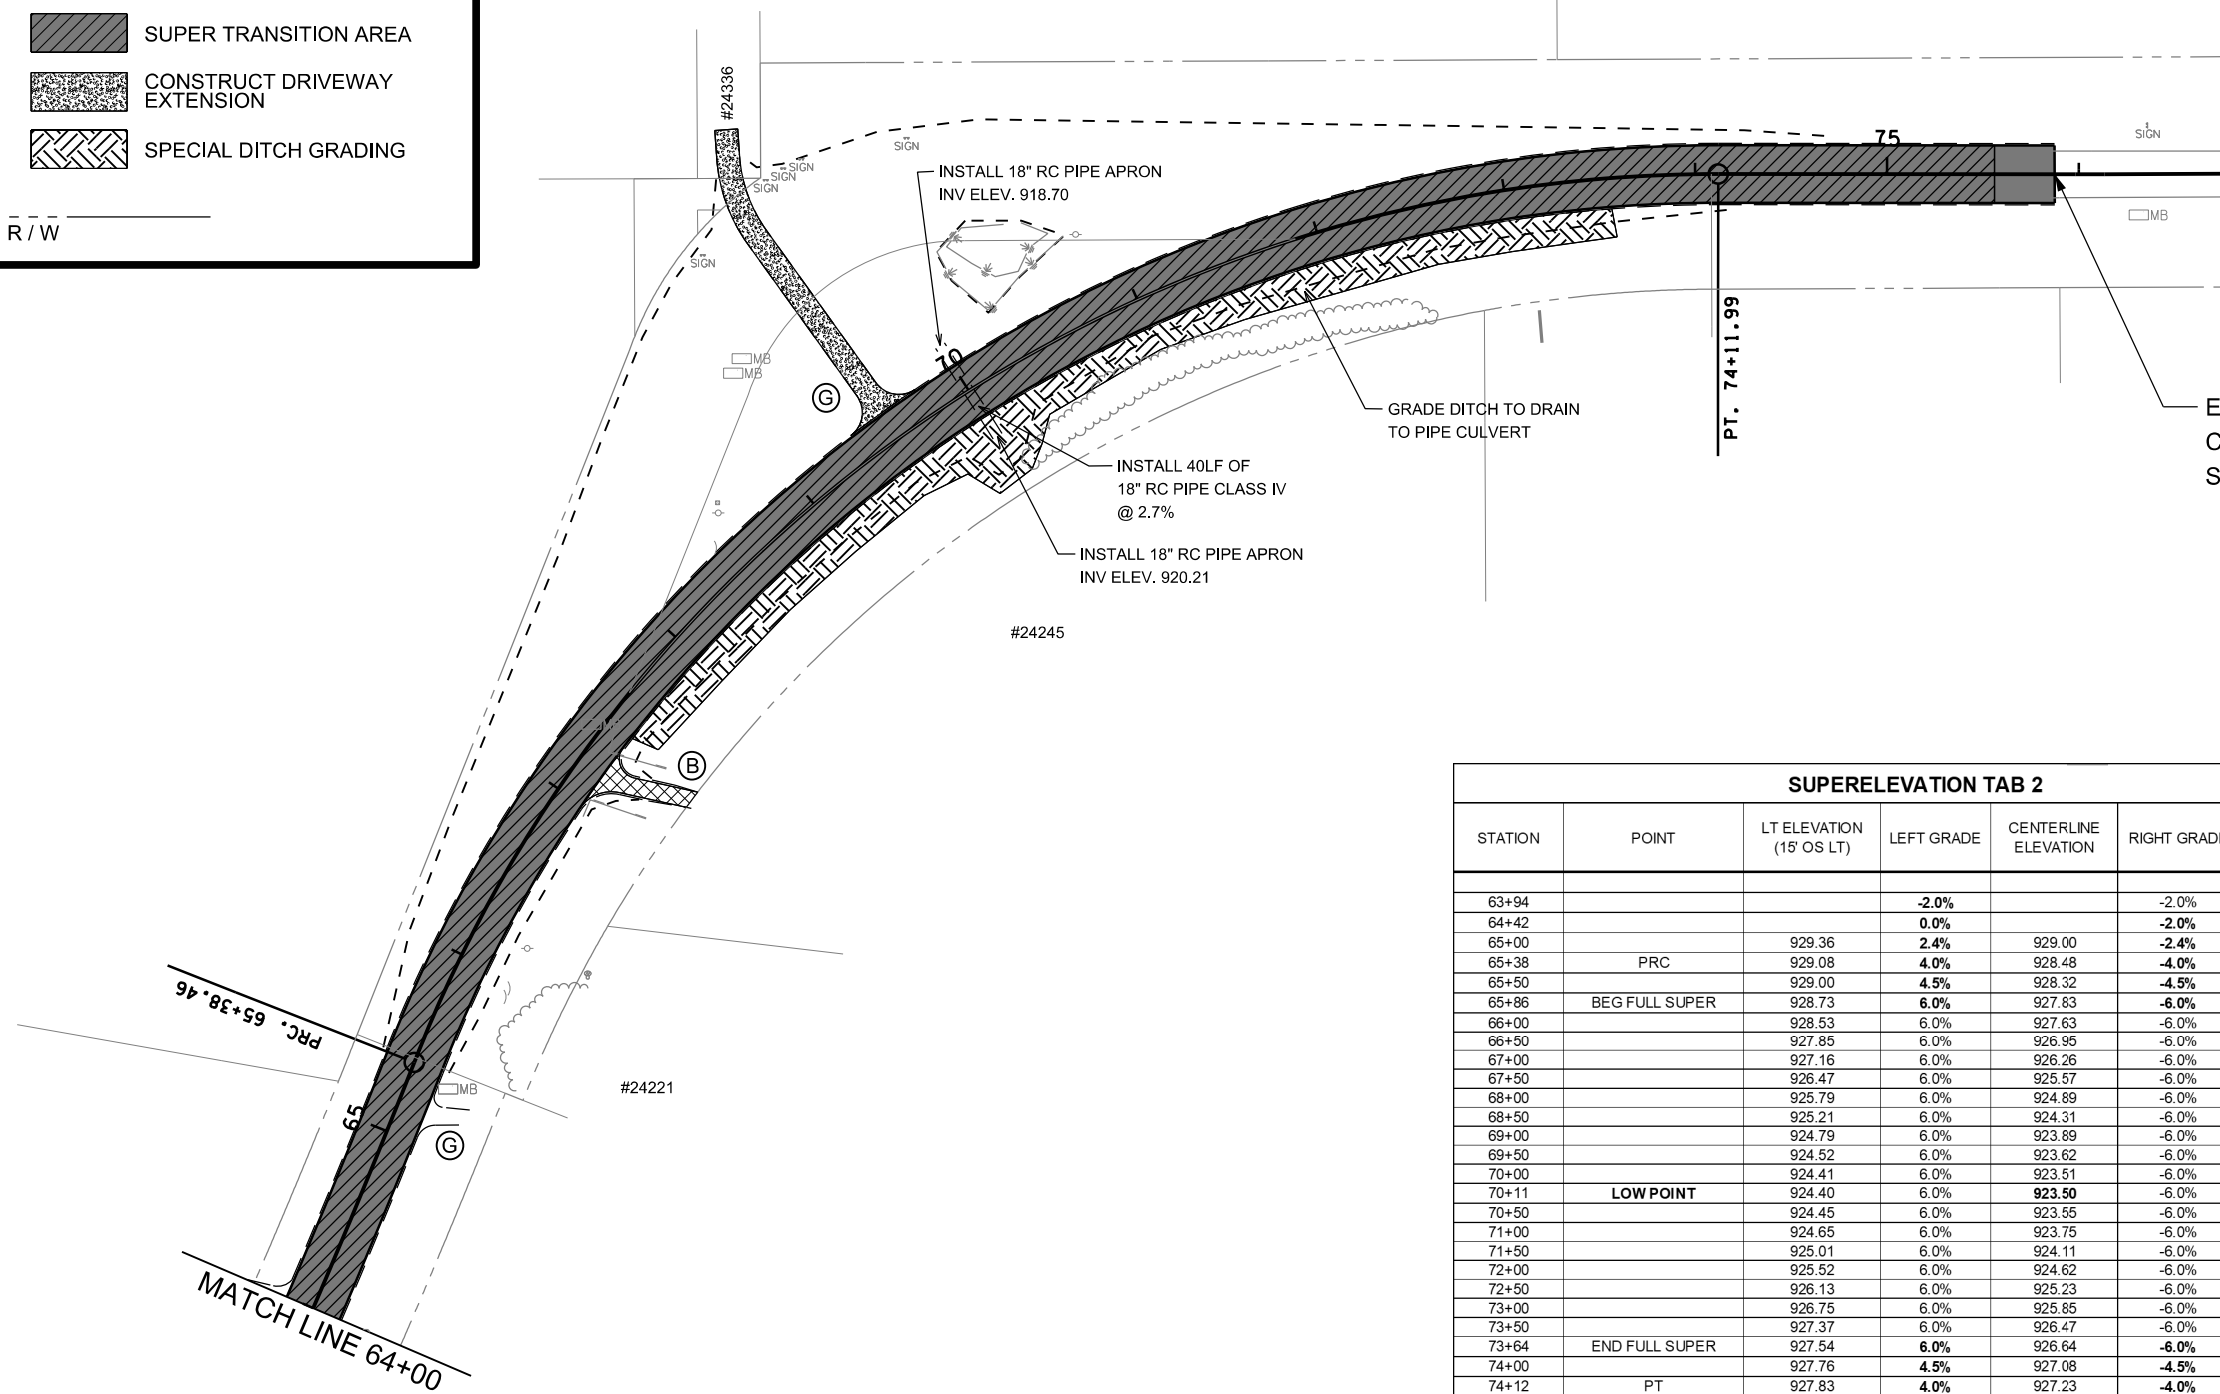 SUPER TRANSITION AREA
CONSTRUCT DRIVEWAY
EXTENSION
SPECIAL DITCH GRADING
R / W
#24336
SIGN
SIGN
SIGN
SIGN
SIGN
INSTALL 18" RC PIPE APRON
INV ELEV. 918.70
75
SIGN
MB
MB
MB
G
70
PT. 74+11.99
GRADE DITCH TO DRAIN
TO PIPE CULVERT
E
C
S
INSTALL 40LF OF
18" RC PIPE CLASS IV
@ 2.7%
INSTALL 18" RC PIPE APRON
INV ELEV. 920.21
#24245
B
PRC. 65+38.46
MB
#24221
65
G
MATCH LINE 64+00
SUPERELEVATION TAB 2
STATION POINT LT ELEVATION (15' OS LT) LEFT GRADE CENTERLINE ELEVATION RIGHT GRADE
63+94 -2.0% -2.0%
64+42 0.0% -2.0%
65+00 929.36 2.4% 929.00 -2.4%
65+38 PRC 929.08 4.0% 928.48 -4.0%
65+50 929.00 4.5% 928.32 -4.5%
65+86 BEG FULL SUPER 928.73 6.0% 927.83 -6.0%
66+00 928.53 6.0% 927.63 -6.0%
66+50 927.85 6.0% 926.95 -6.0%
67+00 927.16 6.0% 926.26 -6.0%
67+50 926.47 6.0% 925.57 -6.0%
68+00 925.79 6.0% 924.89 -6.0%
68+50 925.21 6.0% 924.31 -6.0%
69+00 924.79 6.0% 923.89 -6.0%
69+50 924.52 6.0% 923.62 -6.0%
70+00 924.41 6.0% 923.51 -6.0%
70+11 LOW POINT 924.40 6.0% 923.50 -6.0%
70+50 924.45 6.0% 923.55 -6.0%
71+00 924.65 6.0% 923.75 -6.0%
71+50 925.01 6.0% 924.11 -6.0%
72+00 925.52 6.0% 924.62 -6.0%
72+50 926.13 6.0% 925.23 -6.0%
73+00 926.75 6.0% 925.85 -6.0%
73+50 927.37 6.0% 926.47 -6.0%
73+64 END FULL SUPER 927.54 6.0% 926.64 -6.0%
74+00 927.76 4.5% 927.08 -4.5%
74+12 PT 927.83 4.0% 927.23 -4.0%